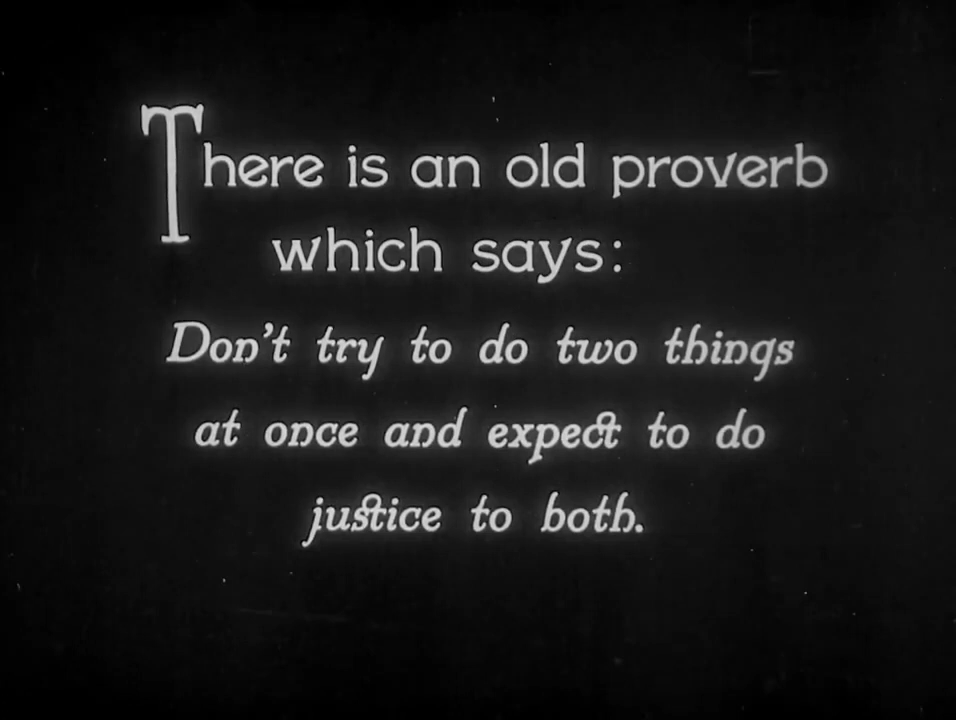 There is an old proverb
which says:
Don't try to do two things
at once and expect to do
justice to both.